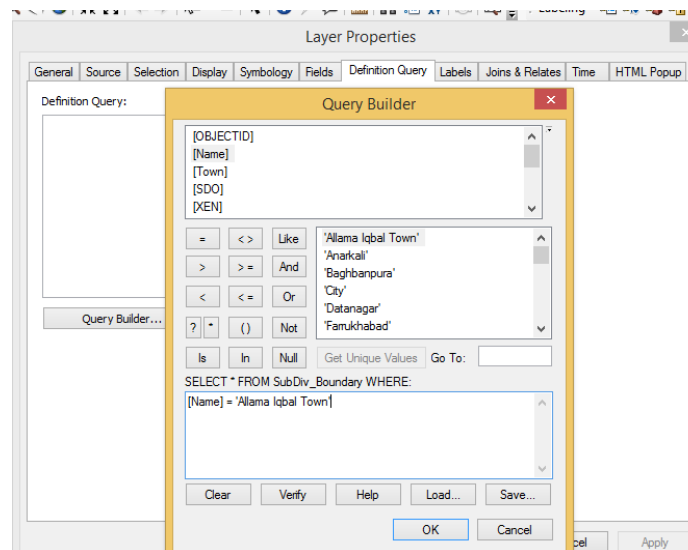 Labeling
Layer Properties
General Source Selection Display Symbology Fields Definition Query Labels Joins & Relates Time HTML Popup
Definition Query:
Query Builder
[OBJECTID]
[Name]
[Town]
[SDO]
[XEN]
= < > Like
> > = And
< < = Or
? * ( ) Not
Is In Null
'Allama Iqbal Town'
'Anarkali'
'Baghbanpura'
'City'
'Datanagar'
'Farrukhabad'
Query Builder...
Get Unique Values Go To:
SELECT * FROM SubDiv_Boundary WHERE:
[Name] = 'Allama Iqbal Town'
Clear Verify Help Load... Save...
OK Cancel
cel Apply